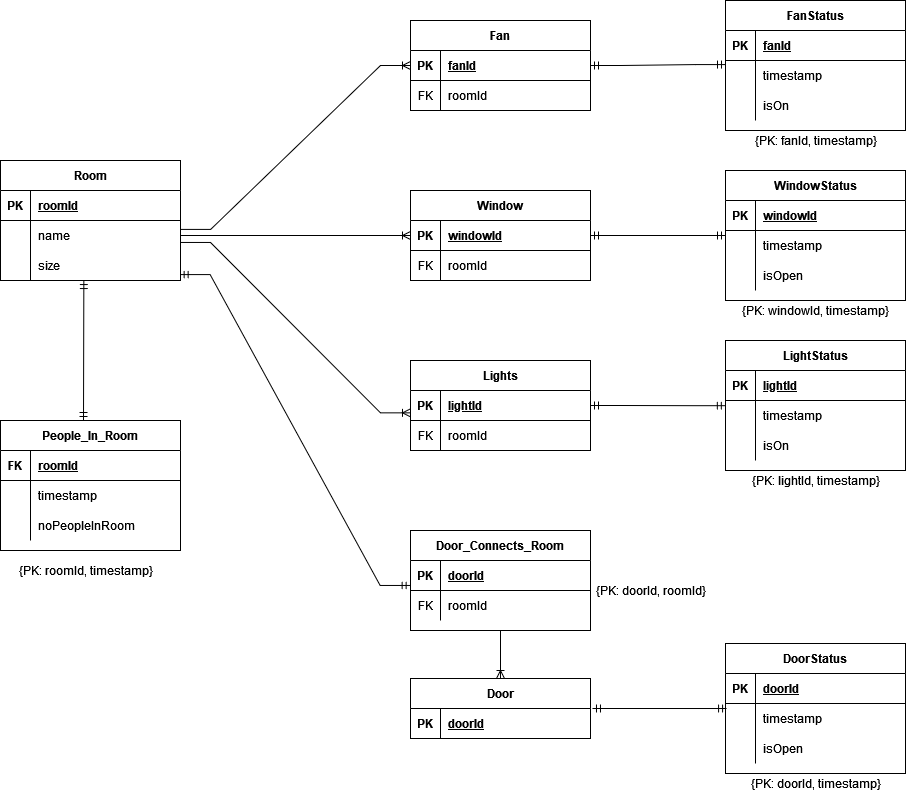 Fan
PK fanId
FK roomId
FanStatus
PK fanId
timestamp
isOn
{PK: fanId, timestamp}
Room
PK roomId
name
size
Window
PK windowId
FK roomId
WindowStatus
PK windowId
timestamp
isOpen
{PK: windowId, timestamp}
Lights
PK lightId
FK roomId
LightStatus
PK lightId
timestamp
isOn
{PK: lightId, timestamp}
People_In_Room
FK roomId
timestamp
noPeopleInRoom
{PK: roomId, timestamp}
Door_Connects_Room
PK doorId
FK roomId
{PK: doorId, roomId}
Door
PK doorId
DoorStatus
PK doorId
timestamp
isOpen
{PK: doorId, timestamp}